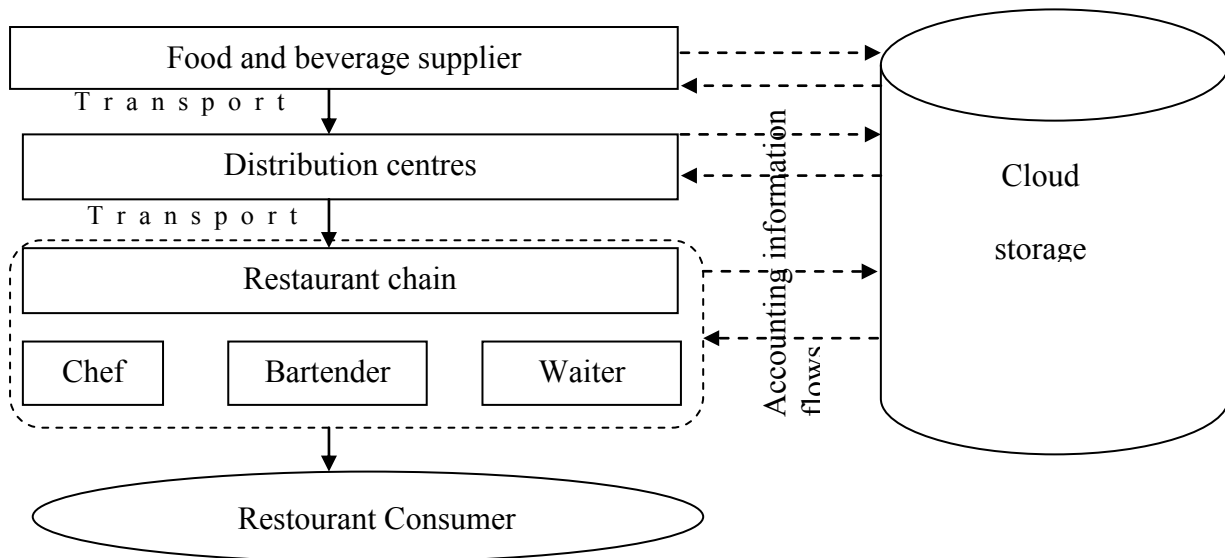 Food and beverage supplier
Transport
Distribution centres
Transport
Restaurant chain
Chef
Bartender
Waiter
Restourant Consumer
Accounting information
flows
Cloud
storage